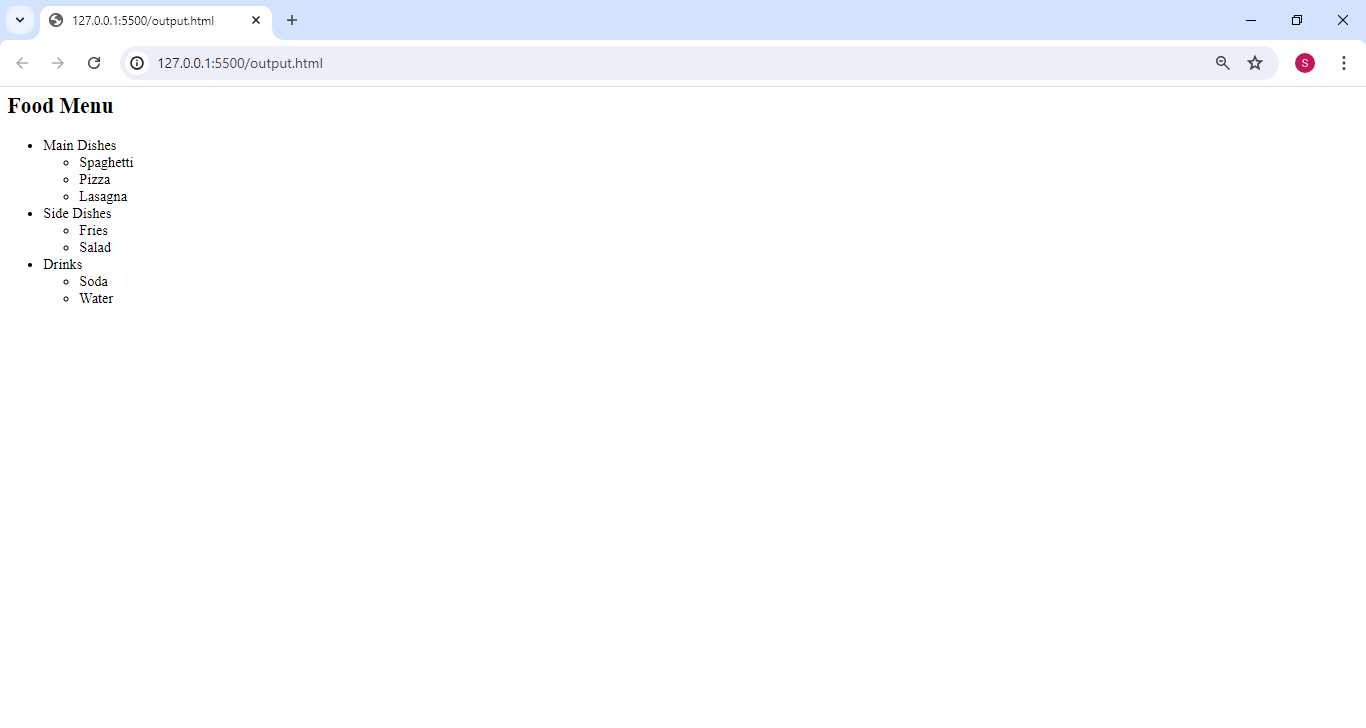 127.0.0.1:5500/output.html
127.0.0.1:5500/output.html
S
Food Menu
Main Dishes
Spaghetti
Pizza
Lasagna
Side Dishes
Fries
Salad
Drinks
Soda
Water